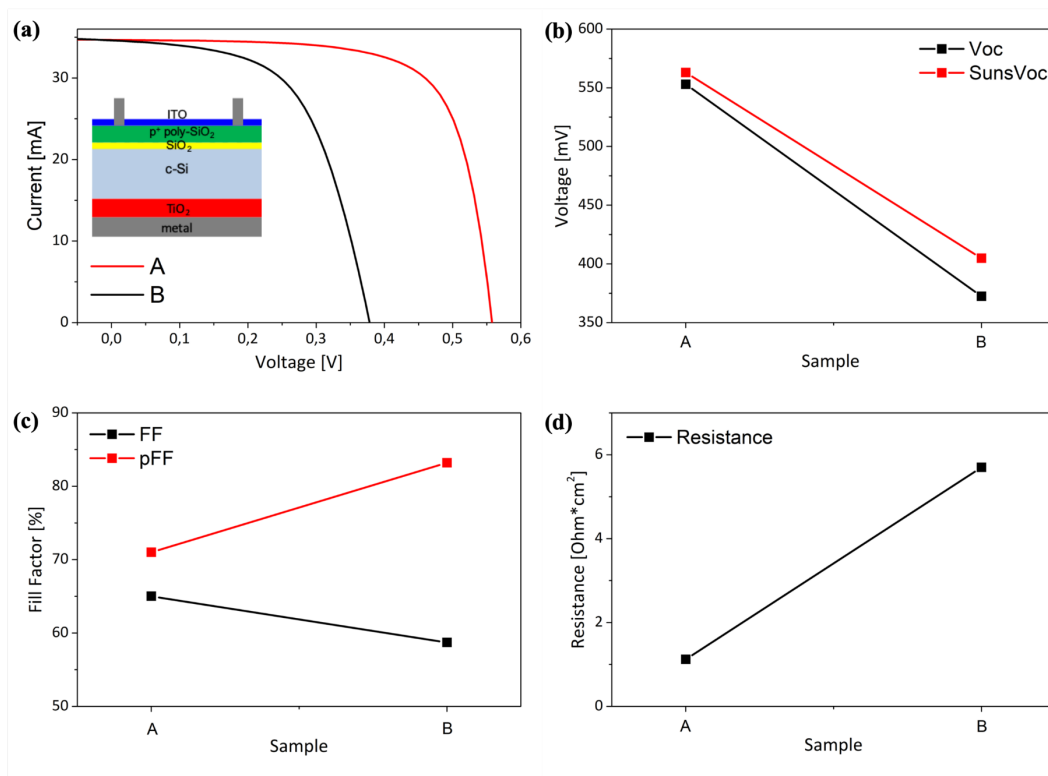 (a)
Current [mA]
30
20
10
0
ITO
p⁺ poly-SiO₂
SiO₂
c-Si
TiO₂
metal
A
B
0,0 0,1 0,2 0,3 0,4 0,5 0,6
Voltage [V]
(b)
Voltage [mV]
600
550
500
450
400
350
Voc
SunsVoc
A B
Sample
(c)
Fill Factor [%]
90
80
70
60
50
FF
pFF
A B
Sample
(d)
Resistance [Ohm*cm²]
6
4
2
0
Resistance
A B
Sample